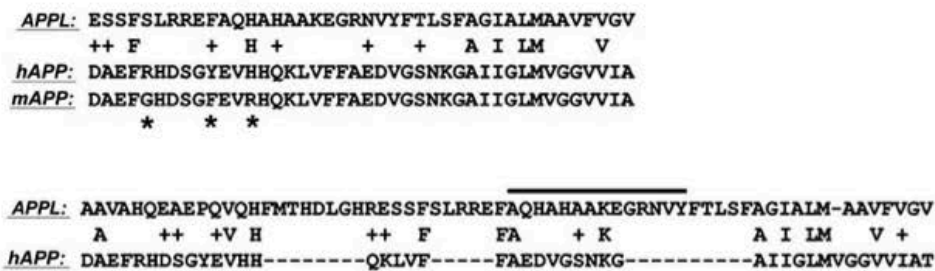 APPL: ESSFSLRREFAQHAHAAKEGRNVYFTLSFAGIALMAAVFVGV
++ F + H + + + A I LM V
hAPP: DAEFRHDSGYEVHHQKLVFFAEDVGSNKGAIIGLMVGGVVIA
mAPP: DAEFGHDSGFEVRHQKLVFFAEDVGSNKGAIIGLMVGGVVIA
* * *
APPL: AAVAHQEAEPQVQHFMTHDLGHRESSFSLRREFAQHAHAAKEGRNVYFTLSFAGIALM-AAVFVGV
A ++ +V H ++ F FA + K A I LM V +
hAPP: DAEFRHDSGYEVHH--------QKLVF-----FAEDVGSNKG----------AIIGLMVGGVVIAT